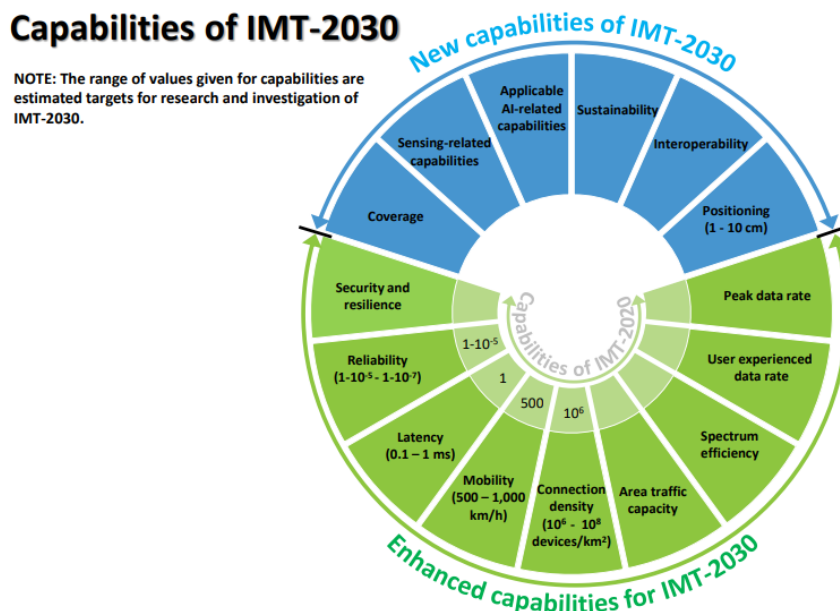 Capabilities of IMT-2030
NOTE: The range of values given for capabilities are
estimated targets for research and investigation of
IMT-2030.
New capabilities of IMT-2030
Coverage
Sensing-related
capabilities
Applicable
AI-related
capabilities
Sustainability
Interoperability
Positioning
(1 - 10 cm)
Security and
resilience
Reliability
(1-10⁻⁵ - 1-10⁻⁷)
Latency
(0.1 – 1 ms)
Mobility
(500 – 1,000
km/h)
Connection
density
(10⁶ - 10⁸
devices/km²)
Area traffic
capacity
Spectrum
efficiency
User experienced
data rate
Peak data rate
Capabilities of IMT-2020
1-10⁻⁵
1
500
10⁶
Enhanced capabilities for IMT-2030